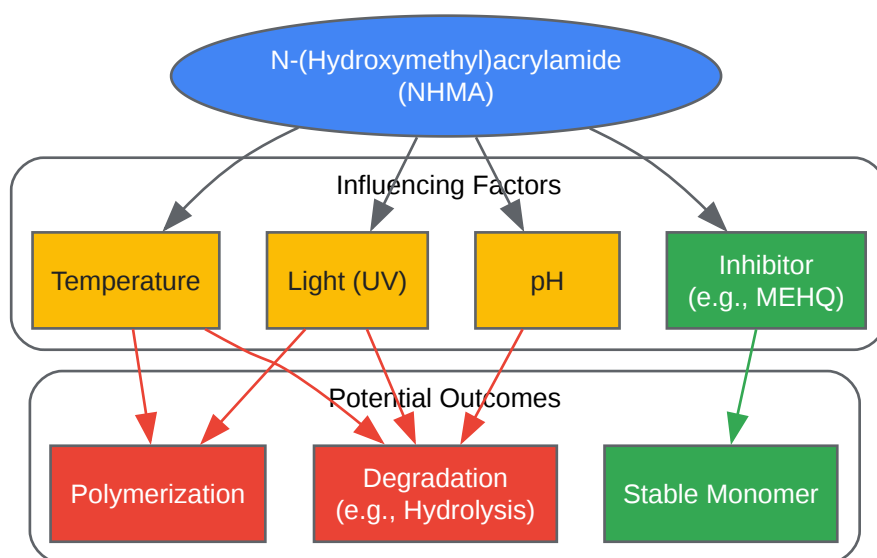 N-(Hydroxymethyl)acrylamide
(NHMA)
Influencing Factors
Temperature
Light (UV)
pH
Inhibitor
(e.g., MEHQ)
Potential Outcomes
Polymerization
Degradation
(e.g., Hydrolysis)
Stable Monomer